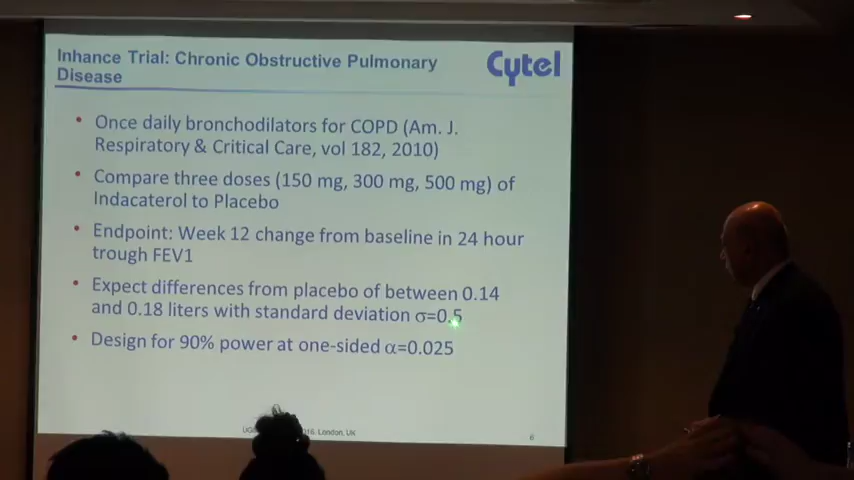 Inhance Trial: Chronic Obstructive Pulmonary
Disease
Cytel
• Once daily bronchodilators for COPD (Am. J.
Respiratory & Critical Care, vol 182, 2010)
• Compare three doses (150 mg, 300 mg, 500 mg) of
Indacaterol to Placebo
• Endpoint: Week 12 change from baseline in 24 hour
trough FEV1
• Expect differences from placebo of between 0.14
and 0.18 liters with standard deviation σ=0.5
• Design for 90% power at one-sided α=0.025
London, UK
6